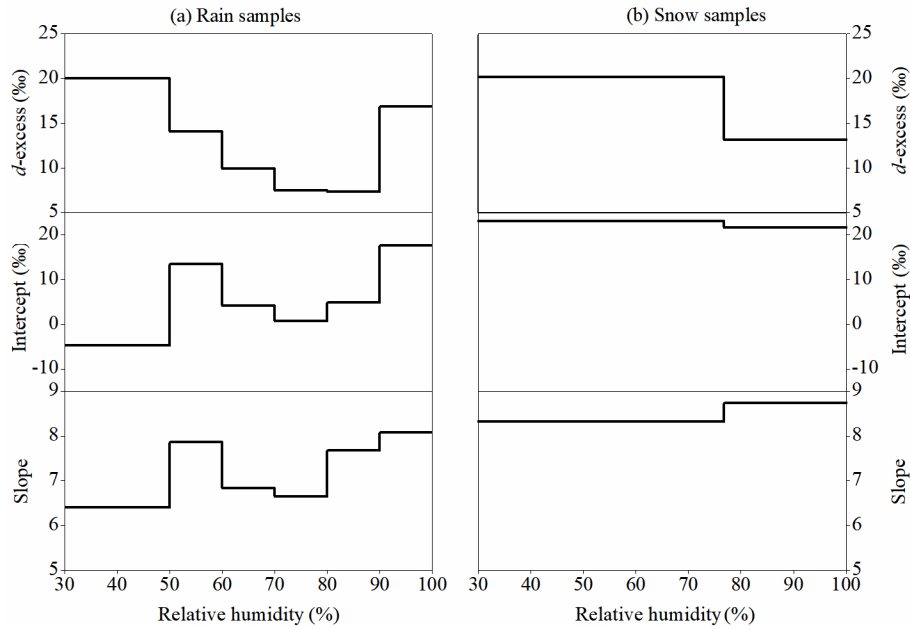 (a) Rain samples
(b) Snow samples
25
20
15
10
5
d-excess (‰)
25
20
15
10
5
d-excess (‰)
20
10
0
-10
Intercept (‰)
20
10
0
-10
Intercept (‰)
9
8
7
6
5
Slope
9
8
7
6
5
Slope
30 40 50 60 70 80 90 100
30 40 50 60 70 80 90 100
Relative humidity (%)
Relative humidity (%)